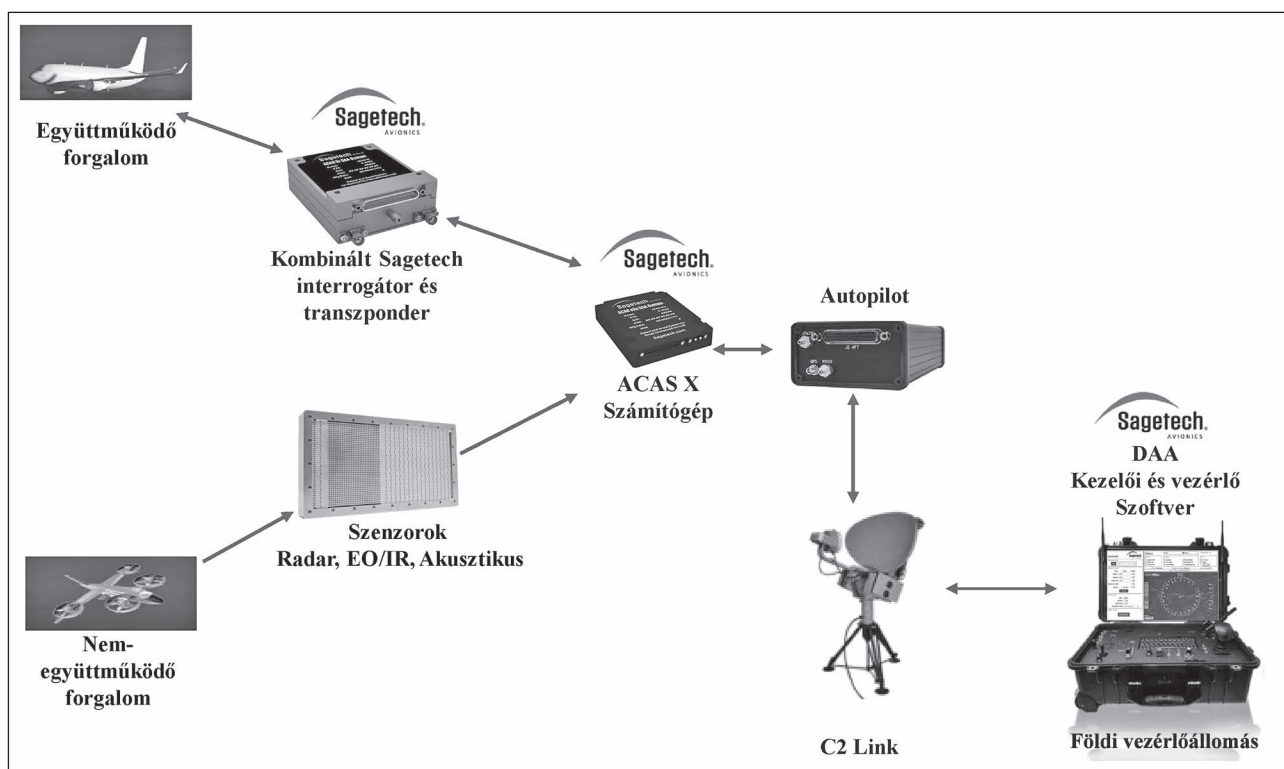 Együttműködő
forgalom
Sagetech
AVIONICS
Kombinált Sagetech
interrogátor és
transzponder
Sagetech
AVIONICS
ACAS X
Számítógép
Autopilot
Szenzorok
Radar, EO/IR, Akusztikus
Nem-
együttműködő
forgalom
C2 Link
Sagetech
AVIONICS
DAA
Kezelői és vezérlő
Szoftver
Földi vezérlőállomás